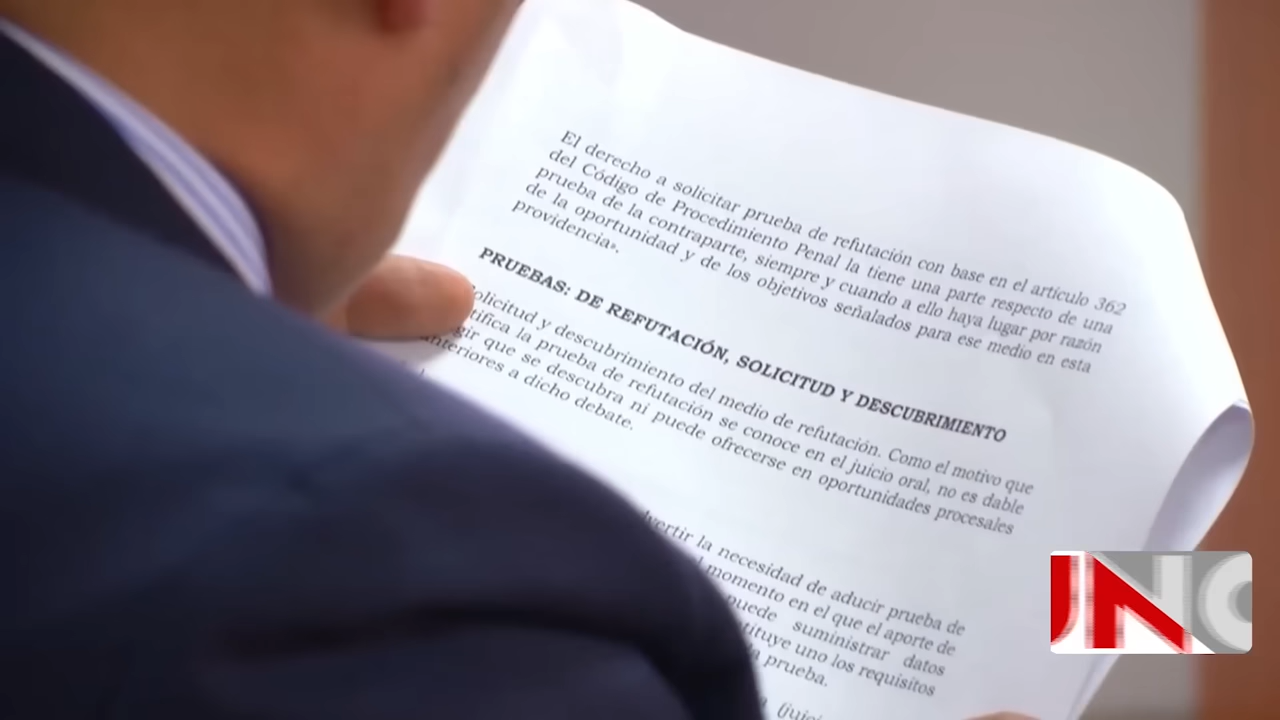 El derecho a solicitar prueba de refutación con base en el artículo 362
del Código de Procedimiento Penal la tiene una parte respecto de una
prueba de la contraparte, siempre y cuando a ello haya lugar por razón
de la oportunidad y de los objetivos señalados para ese medio en esta
providencia».
PRUEBAS: DE REFUTACIÓN, SOLICITUD Y DESCUBRIMIENTO
olicitud y descubrimiento del medio de refutación. Como el motivo que
tifica la prueba de refutación se conoce en el juicio oral, no es dable
gir que se descubra ni puede ofrecerse en oportunidades procesales
nteriores a dicho debate.
vertir la necesidad de aducir prueba de
momento en el que el aporte de
puede suministrar datos
tituye uno los requisitos
prueba.
(juici
UNO